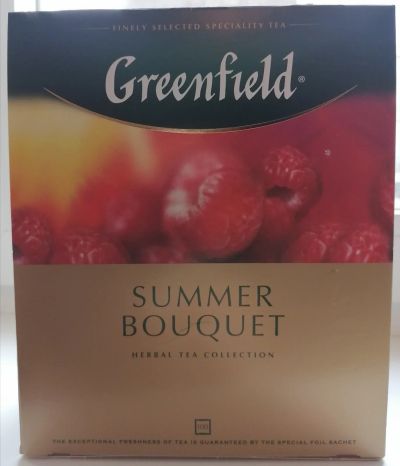 FINELY SELECTED SPECIALITY TEA
Greenfield®
SUMMER
BOUQUET
HERBAL TEA COLLECTION
100
THE EXCEPTIONAL FRESHNESS OF TEA IS GUARANTEED BY THE SPECIAL FOIL SACHET